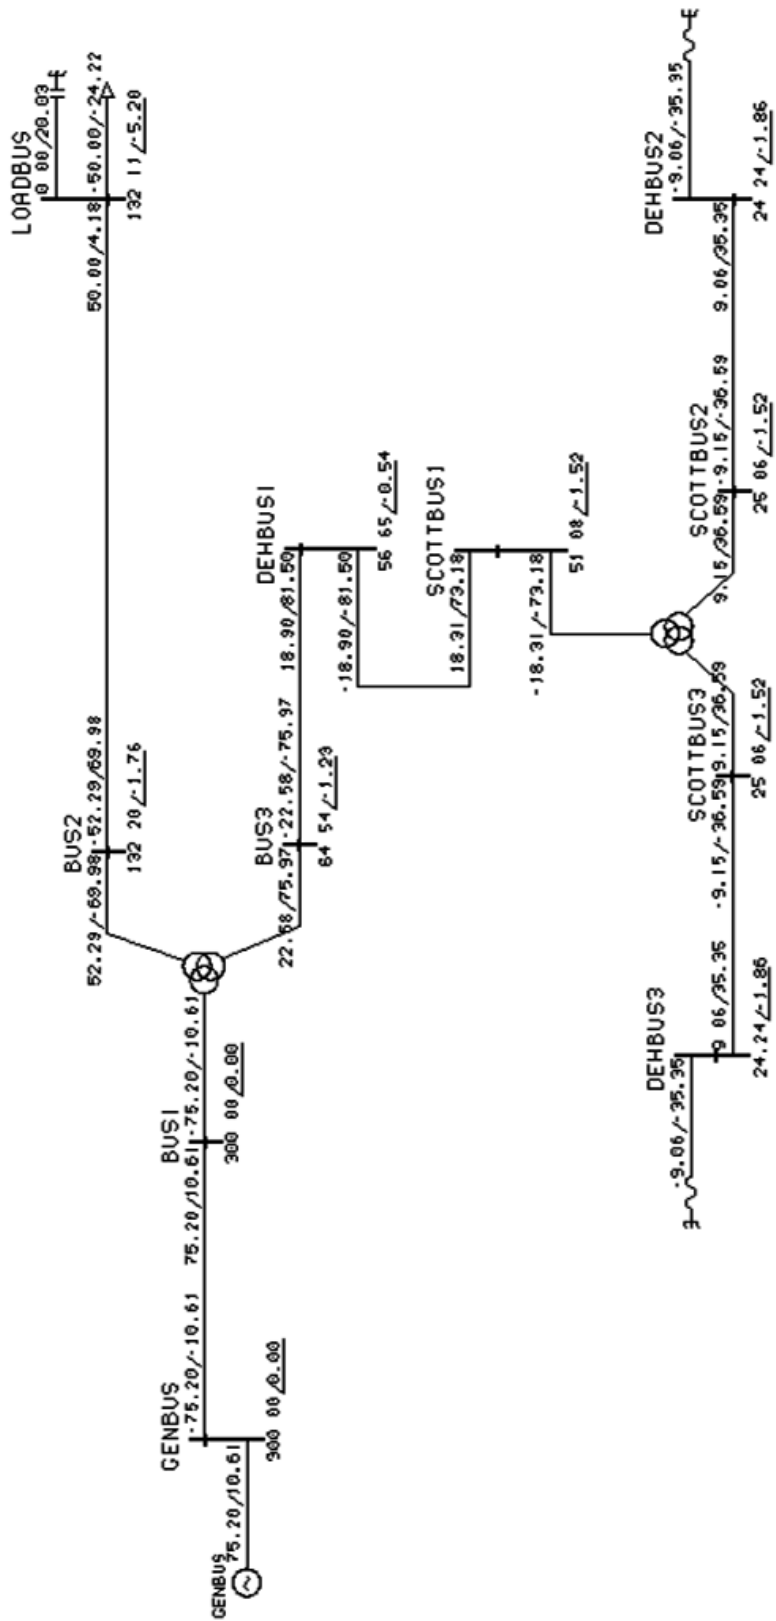 GENBUS
75.20/10.61
GENBUS
-75.20/-10.61
300 00/0.00
BUS1
75.20/10.61
-75.20/-10.61
300 00/0.00
BUS2
52.29/-69.98
-52.29/69.98
132 20/-1.76
LOADBUS
0 00/20.03
50.00/4.18
-50.00/-24.22
132 11/-5.20
BUS3
22.58/75.97
-22.58/-75.97
64 54/-1.23
DEHBUS1
18.90/81.50
-18.90/-81.50
56 65/-0.54
SCOTTBUS1
18.31/73.18
-18.31/-73.18
51 08/-1.52
DEHBUS3
-9.06/-35.35
9 06/35.35
24.24/-1.86
SCOTTBUS3
-9.15/-36.59
9.15/36.59
25 06/-1.52
SCOTTBUS2
9.15/36.59
-9.15/-36.59
25 06/-1.52
DEHBUS2
-9.06/-35.35
9.06/35.35
24 24/-1.86